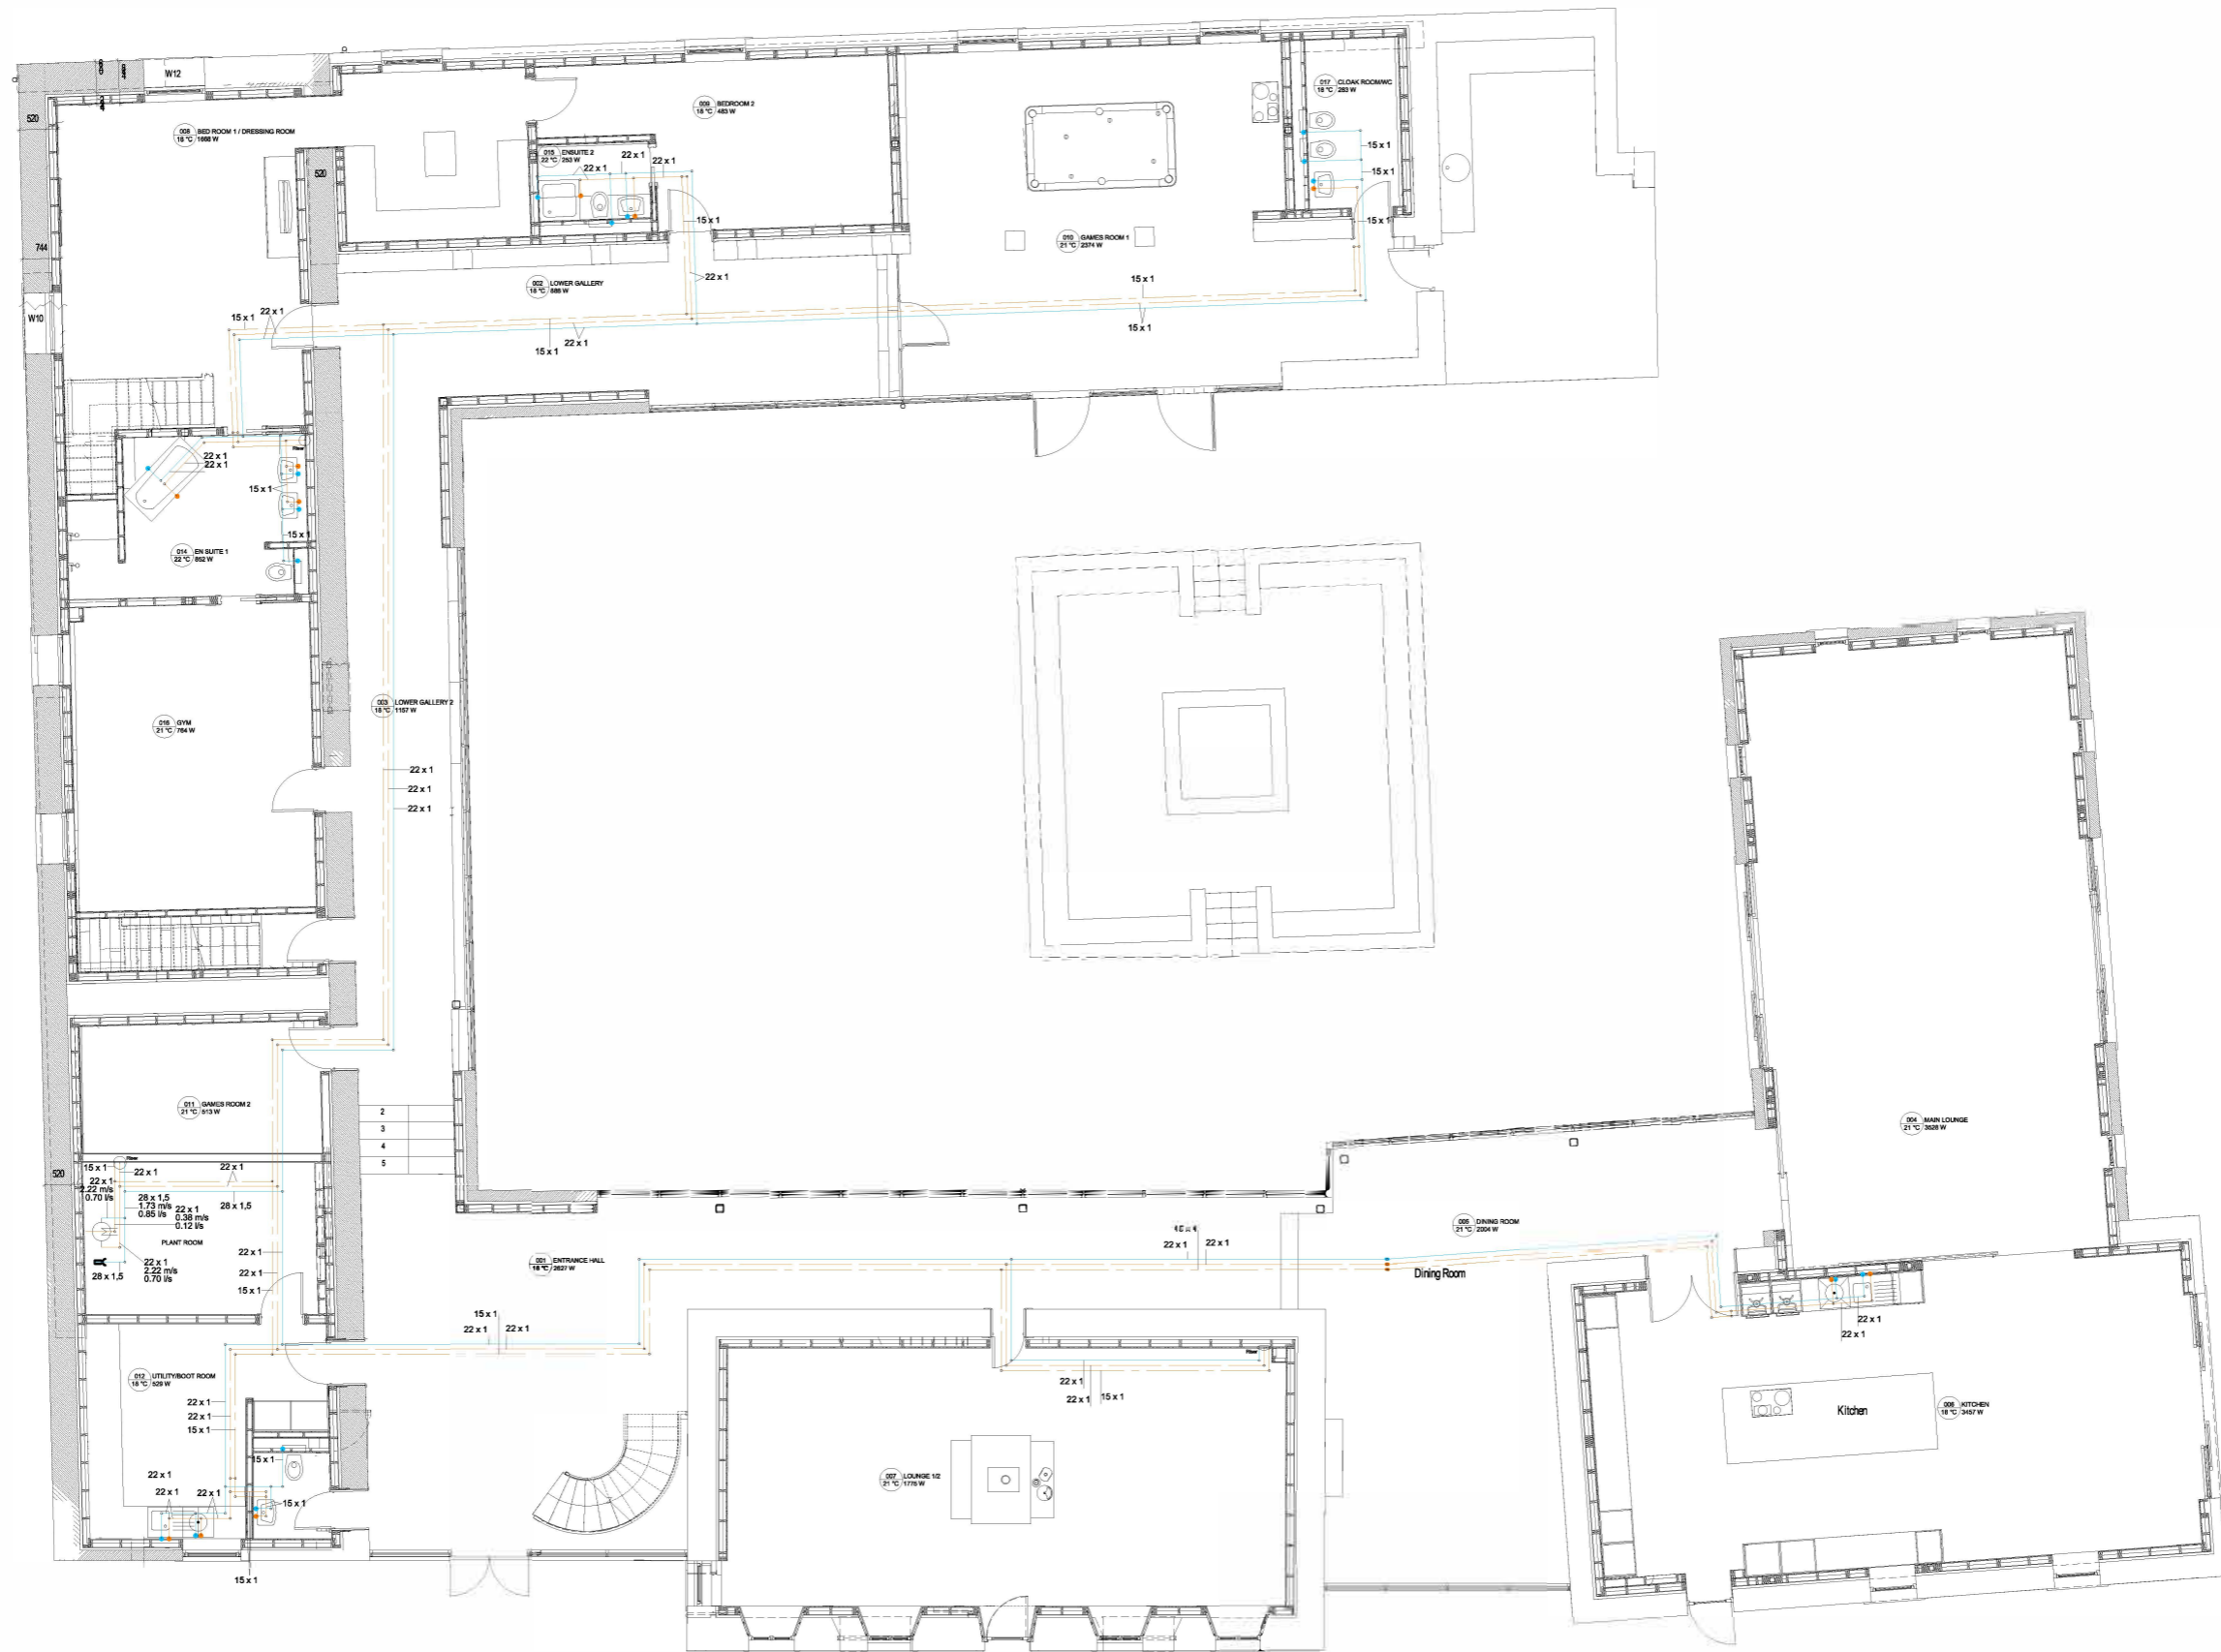 W12
520
008 BED ROOM 1 / DRESSING ROOM
18 °C 1668 W
009 BEDROOM 2
18 °C 483 W
017 CLOAK ROOM/WC
18 °C 283 W
015 ENSUITE 2
22 °C 253 W
22 x 1
22 x 1
22 x 1
520
15 x 1
15 x 1
15 x 1
15 x 1
744
010 GAMES ROOM 1
21 °C 2374 W
002 LOWER GALLERY
22 x 1
15 x 1
W10
15 x 1
22 x 1
15 x 1
15 x 1
22 x 1
22 x 1
22 x 1
15 x 1
15 x 1
014 EN SUITE 1
22 °C 852 W
003 LOWER GALLERY 2
18 °C 1157 W
016 GYM
21 °C 764 W
22 x 1
22 x 1
22 x 1
011 GAMES ROOM 2
21 °C 513 W
2
3
4
5
004 MAIN LOUNGE
21 °C 3528 W
520
Riser
15 x 1
22 x 1
22 x 1
22 x 1
2.22 m/s
0.70 l/s
28 x 1,5
1.73 m/s
0.85 l/s
22 x 1
0.38 m/s
0.12 l/s
28 x 1,5
PLANT ROOM
22 x 1
2.22 m/s
0.70 l/s
28 x 1,5
22 x 1
22 x 1
15 x 1
001 ENTRANCE HALL
18 °C 2627 W
22 x 1
22 x 1
005 DINING ROOM
21 °C 2004 W
Dining Room
15 x 1
22 x 1
22 x 1
22 x 1
22 x 1
Riser
22 x 1
22 x 1
15 x 1
012 UTILITY/BOOT ROOM
18 °C 529 W
22 x 1
22 x 1
15 x 1
Kitchen
006 KITCHEN
18 °C 3457 W
15 x 1
22 x 1
22 x 1
22 x 1
15 x 1
007 LOUNGE 1/2
21 °C 1775 W
15 x 1